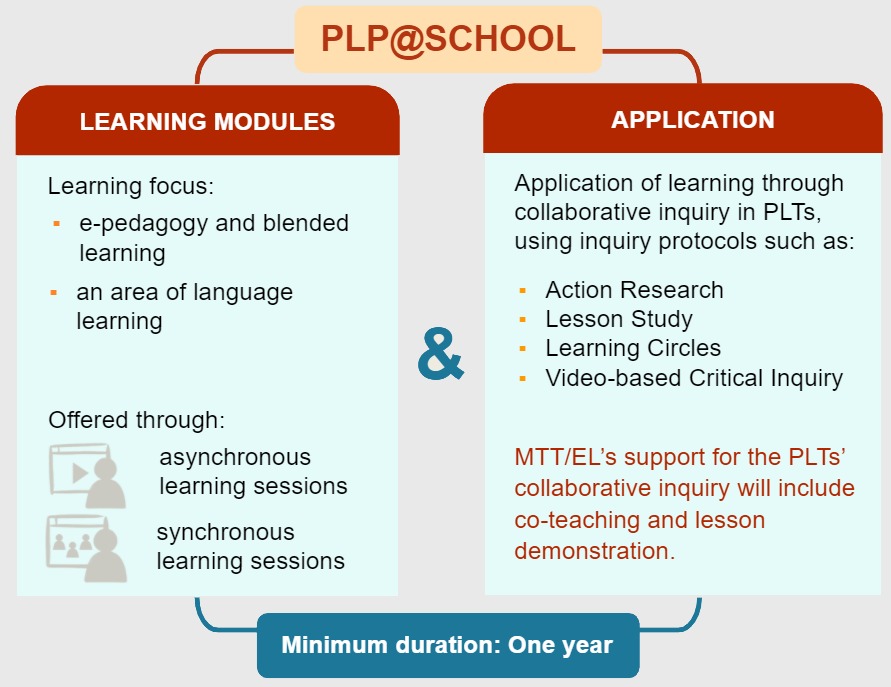 PLP@SCHOOL
LEARNING MODULES
Learning focus:
▪ e-pedagogy and blended
learning
▪ an area of language
learning
Offered through:
asynchronous
learning sessions
synchronous
learning sessions
&
APPLICATION
Application of learning through
collaborative inquiry in PLTs,
using inquiry protocols such as:
▪ Action Research
▪ Lesson Study
▪ Learning Circles
▪ Video-based Critical Inquiry
MTT/EL’s support for the PLTs’
collaborative inquiry will include
co-teaching and lesson
demonstration.
Minimum duration: One year